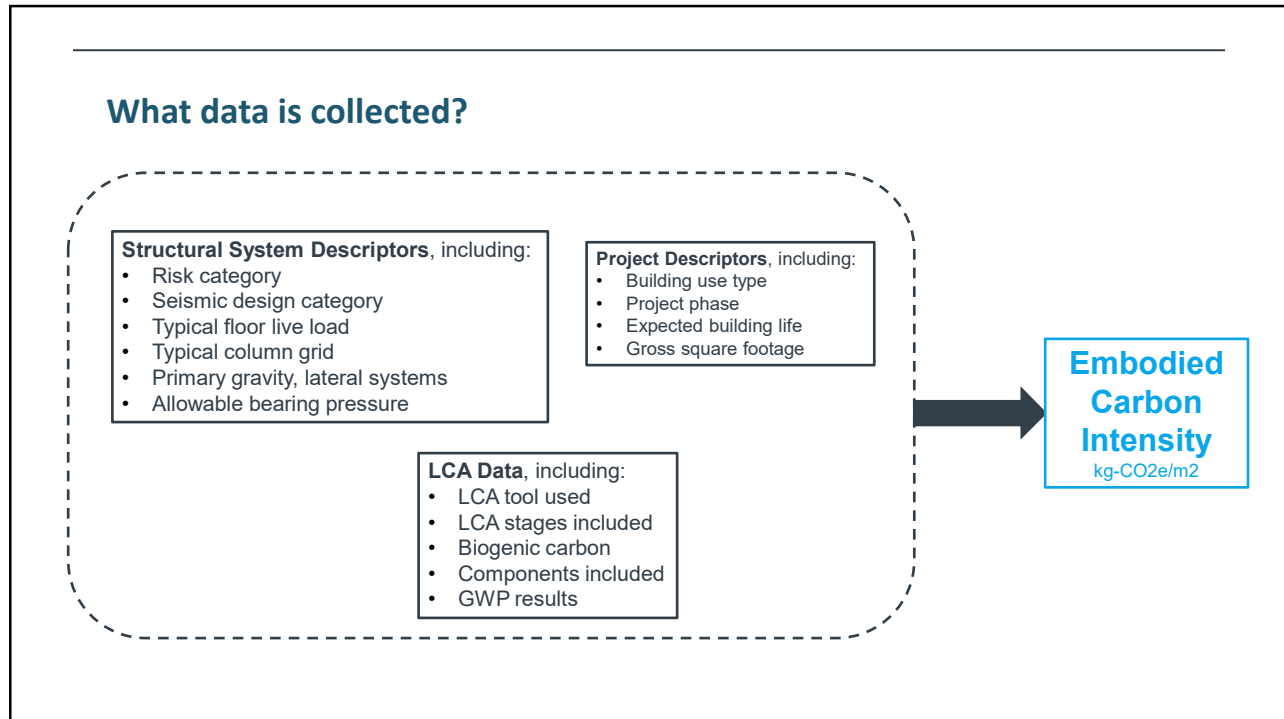 What data is collected?
Structural System Descriptors, including:
• Risk category
• Seismic design category
• Typical floor live load
• Typical column grid
• Primary gravity, lateral systems
• Allowable bearing pressure
Project Descriptors, including:
• Building use type
• Project phase
• Expected building life
• Gross square footage
LCA Data, including:
• LCA tool used
• LCA stages included
• Biogenic carbon
• Components included
• GWP results
Embodied
Carbon
Intensity
kg-CO2e/m2